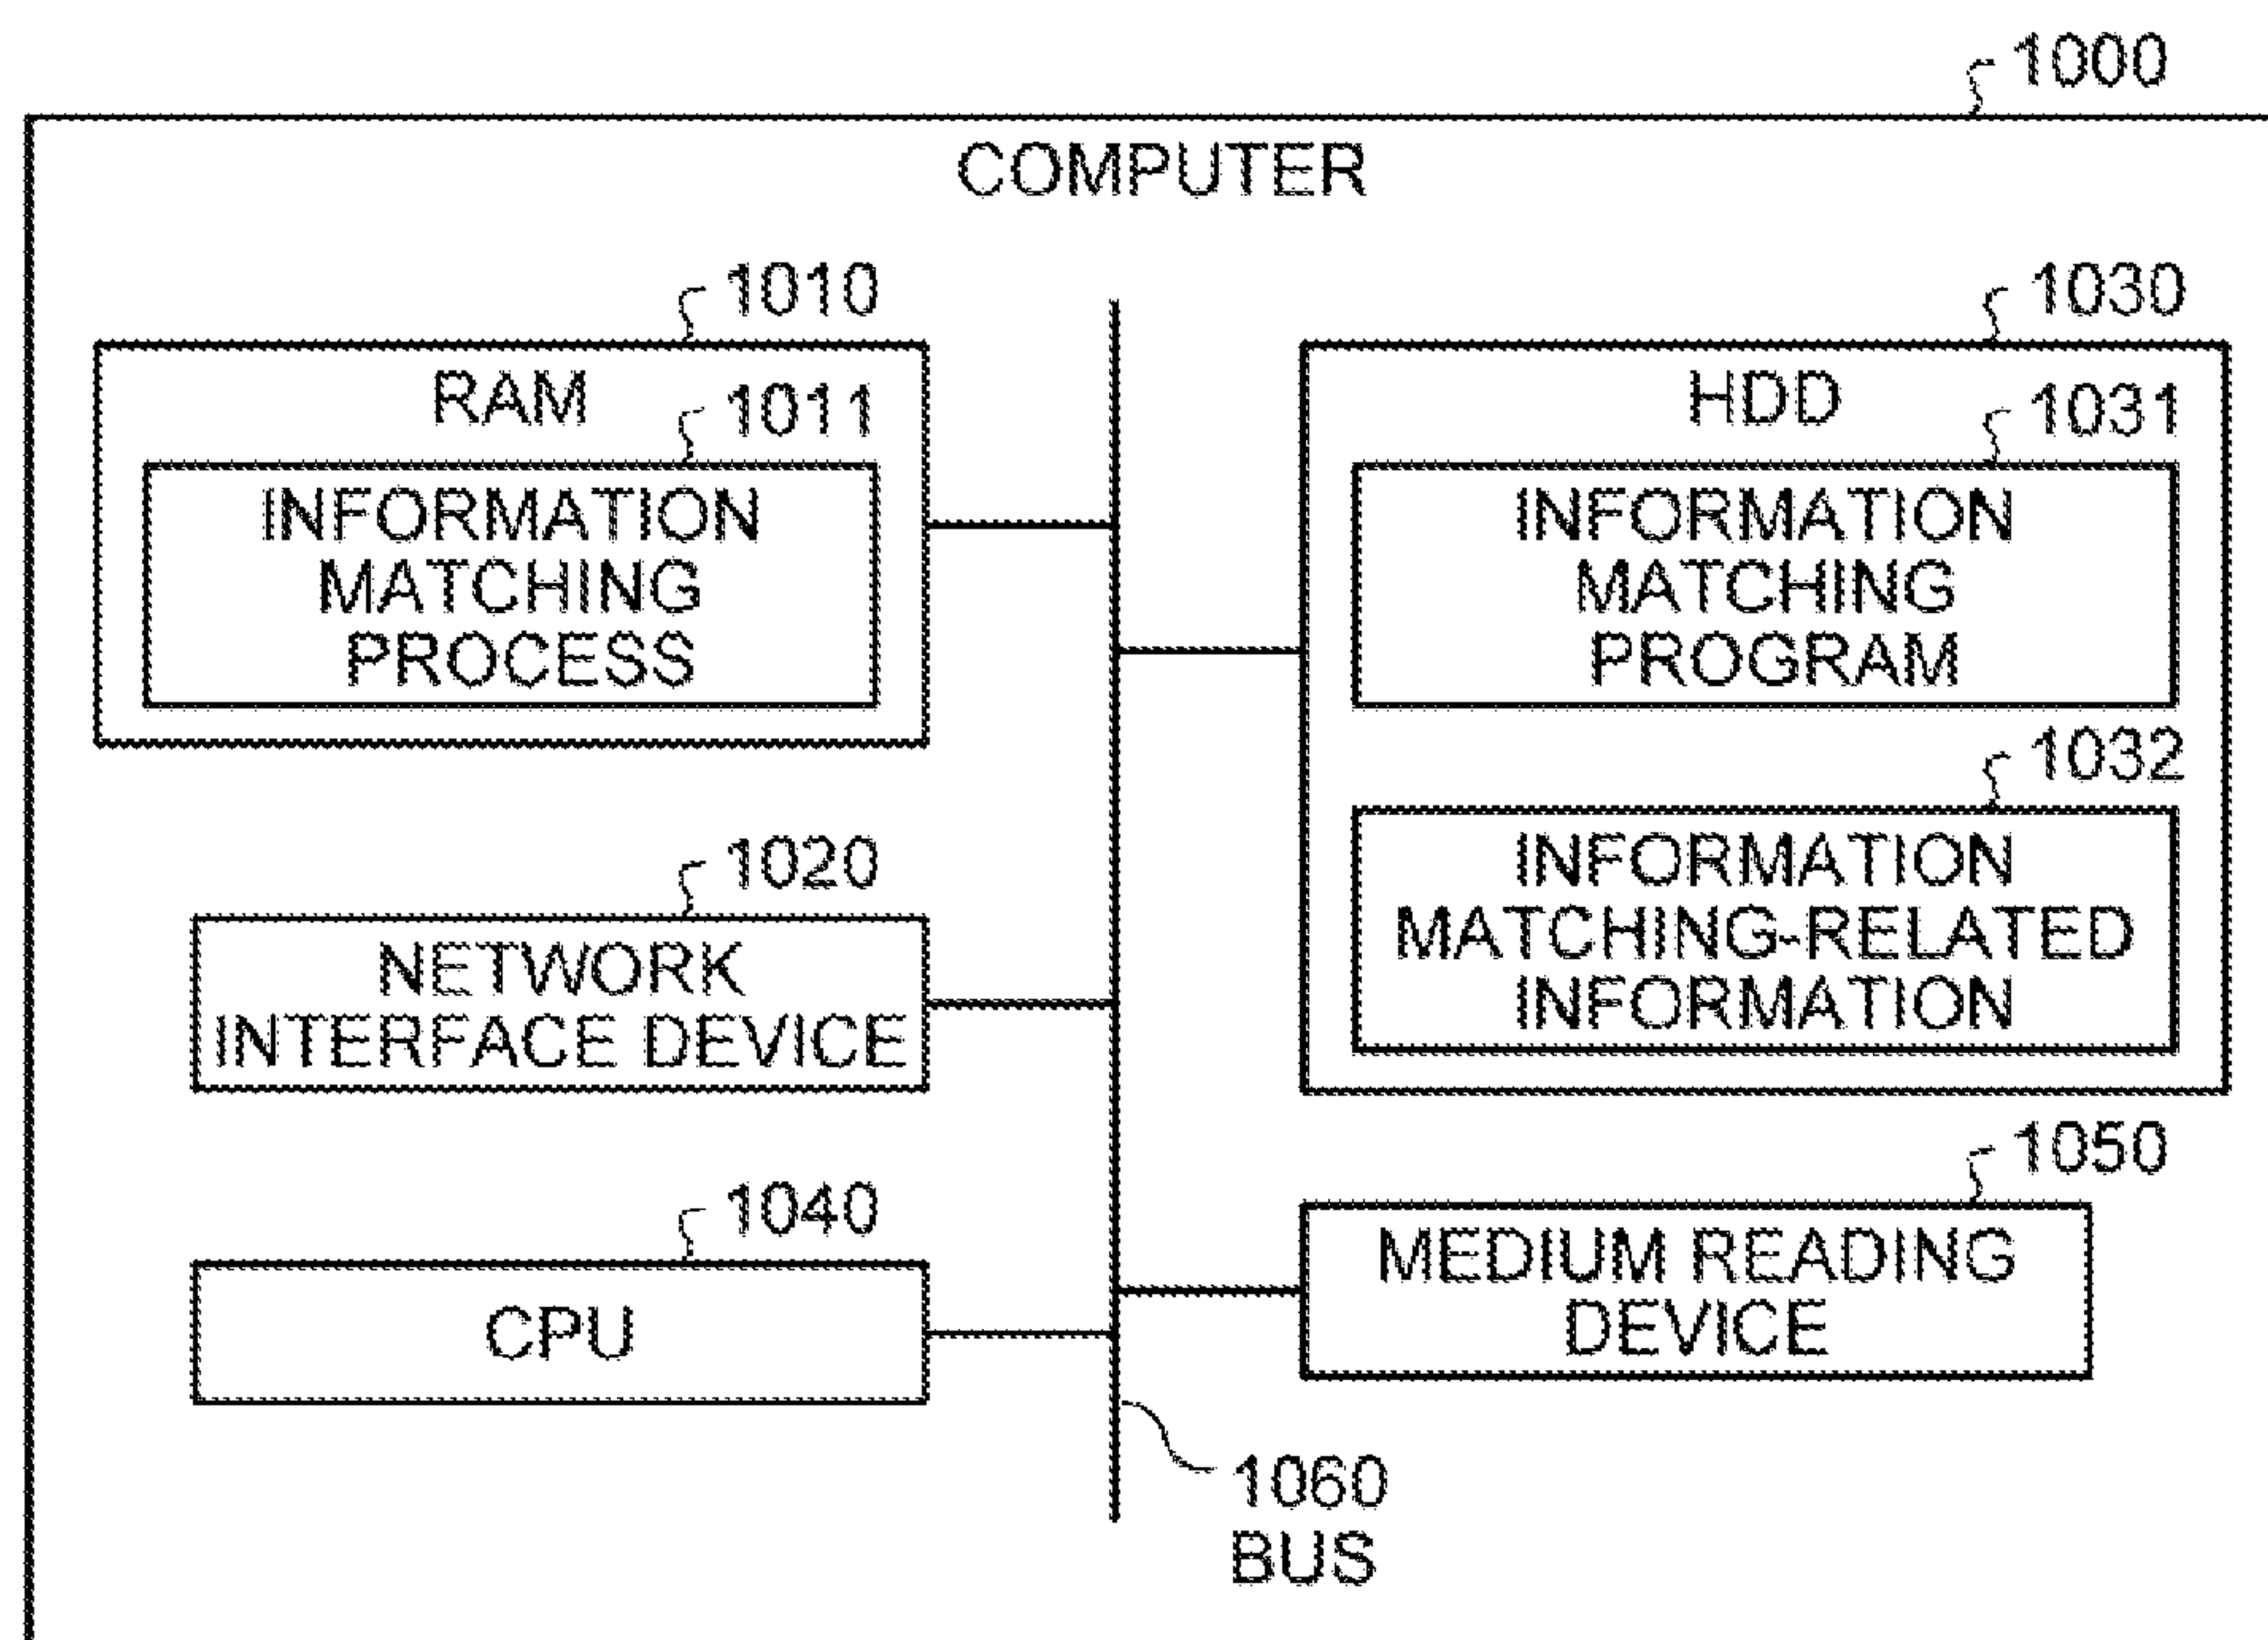 1000
COMPUTER
1010
RAM
1011
INFORMATION
MATCHING
PROCESS
1020
NETWORK
INTERFACE DEVICE
1040
CPU
1030
HDD
1031
INFORMATION
MATCHING
PROGRAM
1032
INFORMATION
MATCHING-RELATED
INFORMATION
1050
MEDIUM READING
DEVICE
1060
BUS